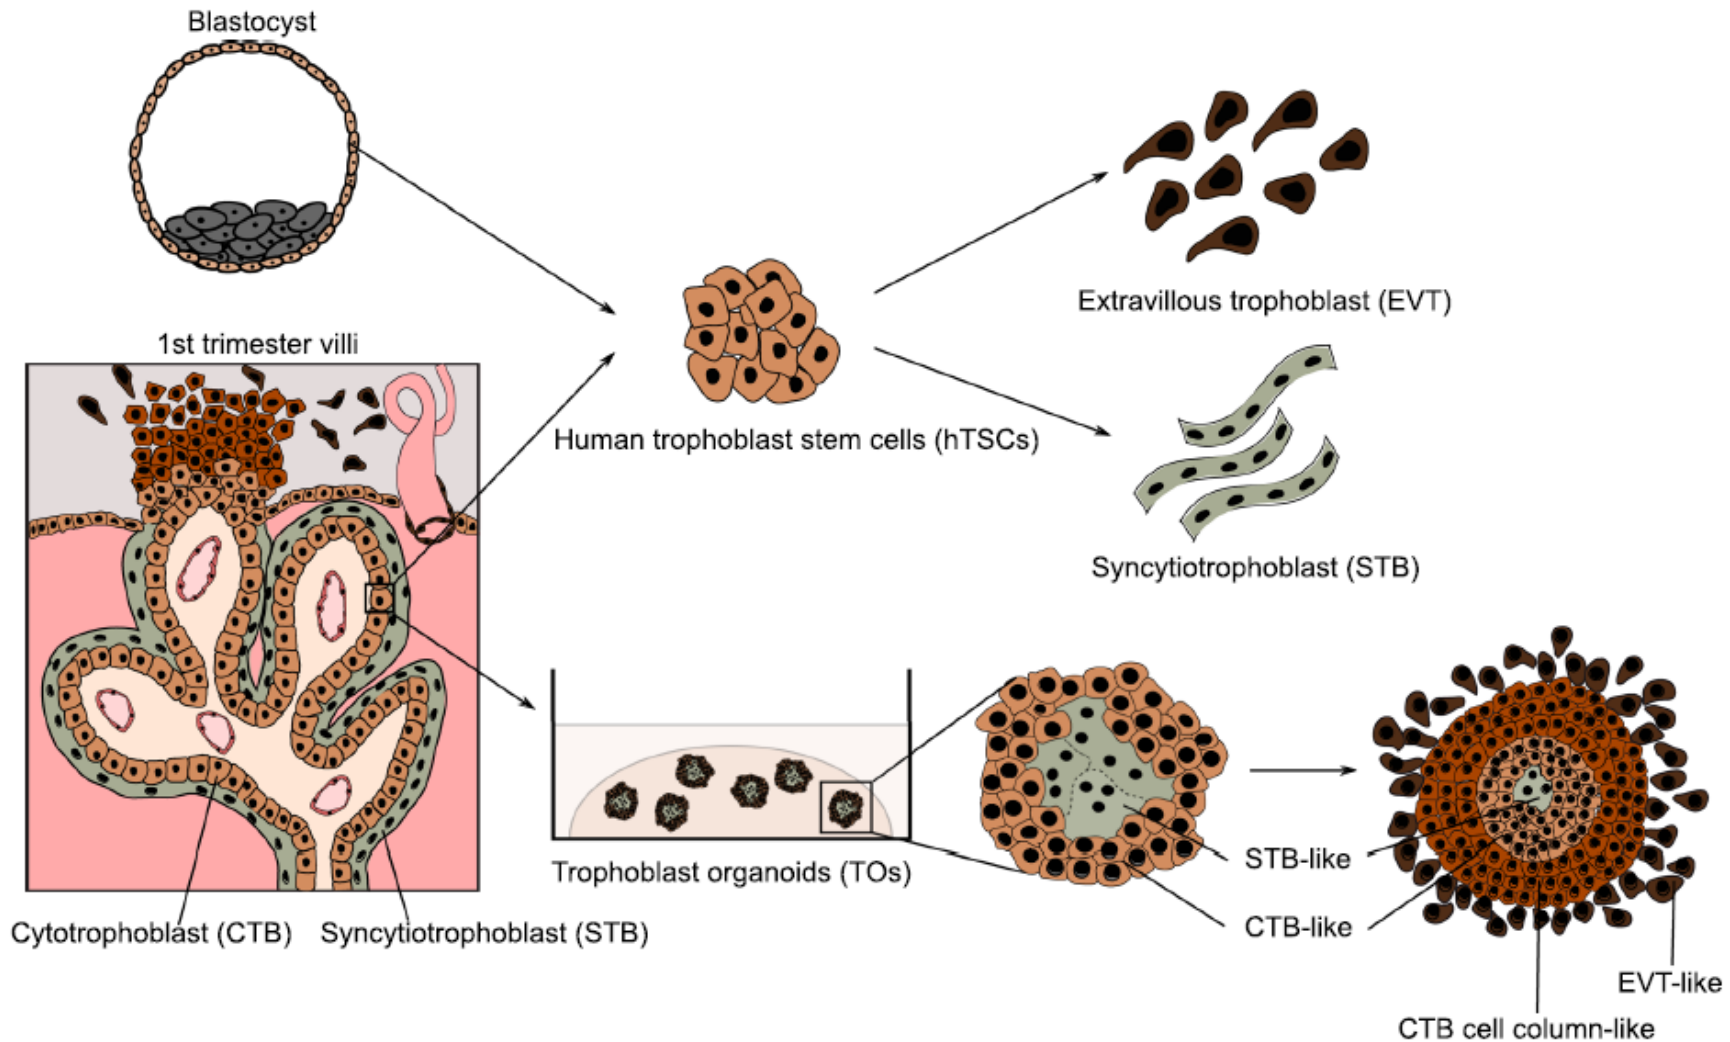 Blastocyst
1st trimester villi
Extravillous trophoblast (EVT)
Human trophoblast stem cells (hTSCs)
Syncytiotrophoblast (STB)
Trophoblast organoids (TOs)
STB-like
CTB-like
Cytotrophoblast (CTB)
Syncytiotrophoblast (STB)
EVT-like
CTB cell column-like